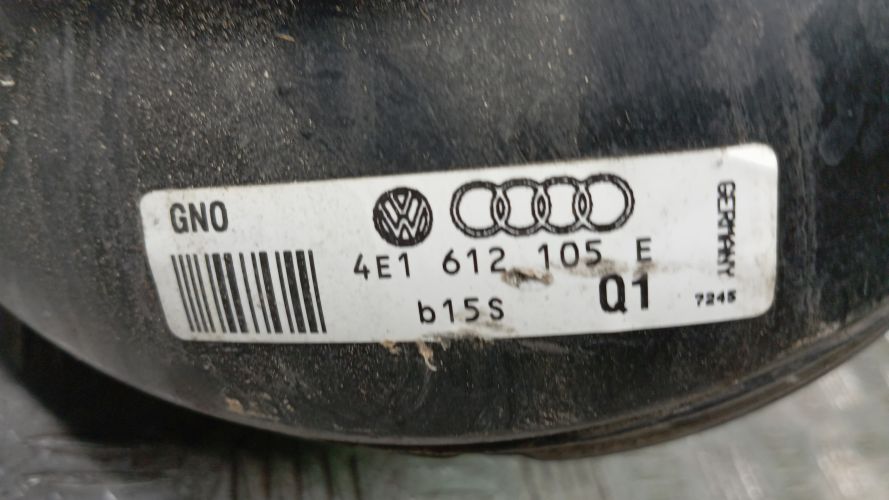 GNO
4E1 612 105 E
b15S
Q1
GERMANY
7245